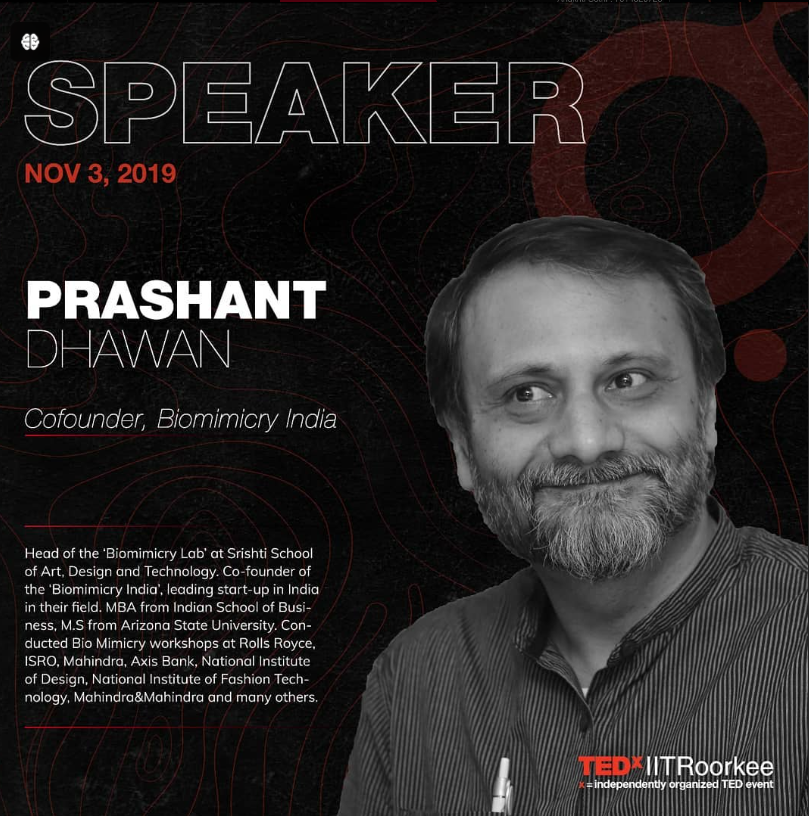 SPEAKER
NOV 3, 2019
PRASHANT
DHAWAN
Cofounder, Biomimicry India
Head of the ‘Biomimicry Lab’ at Srishti School
of Art, Design and Technology. Co-founder of
the ‘Biomimicry India’, leading start-up in India
in their field. MBA from Indian School of Busi-
ness, M.S from Arizona State University. Con-
ducted Bio Mimicry workshops at Rolls Royce,
ISRO, Mahindra, Axis Bank, National Institute
of Design, National Institute of Fashion Tech-
nology, Mahindra&Mahindra and many others.
TEDxIITRoorkee
x = independently organized TED event